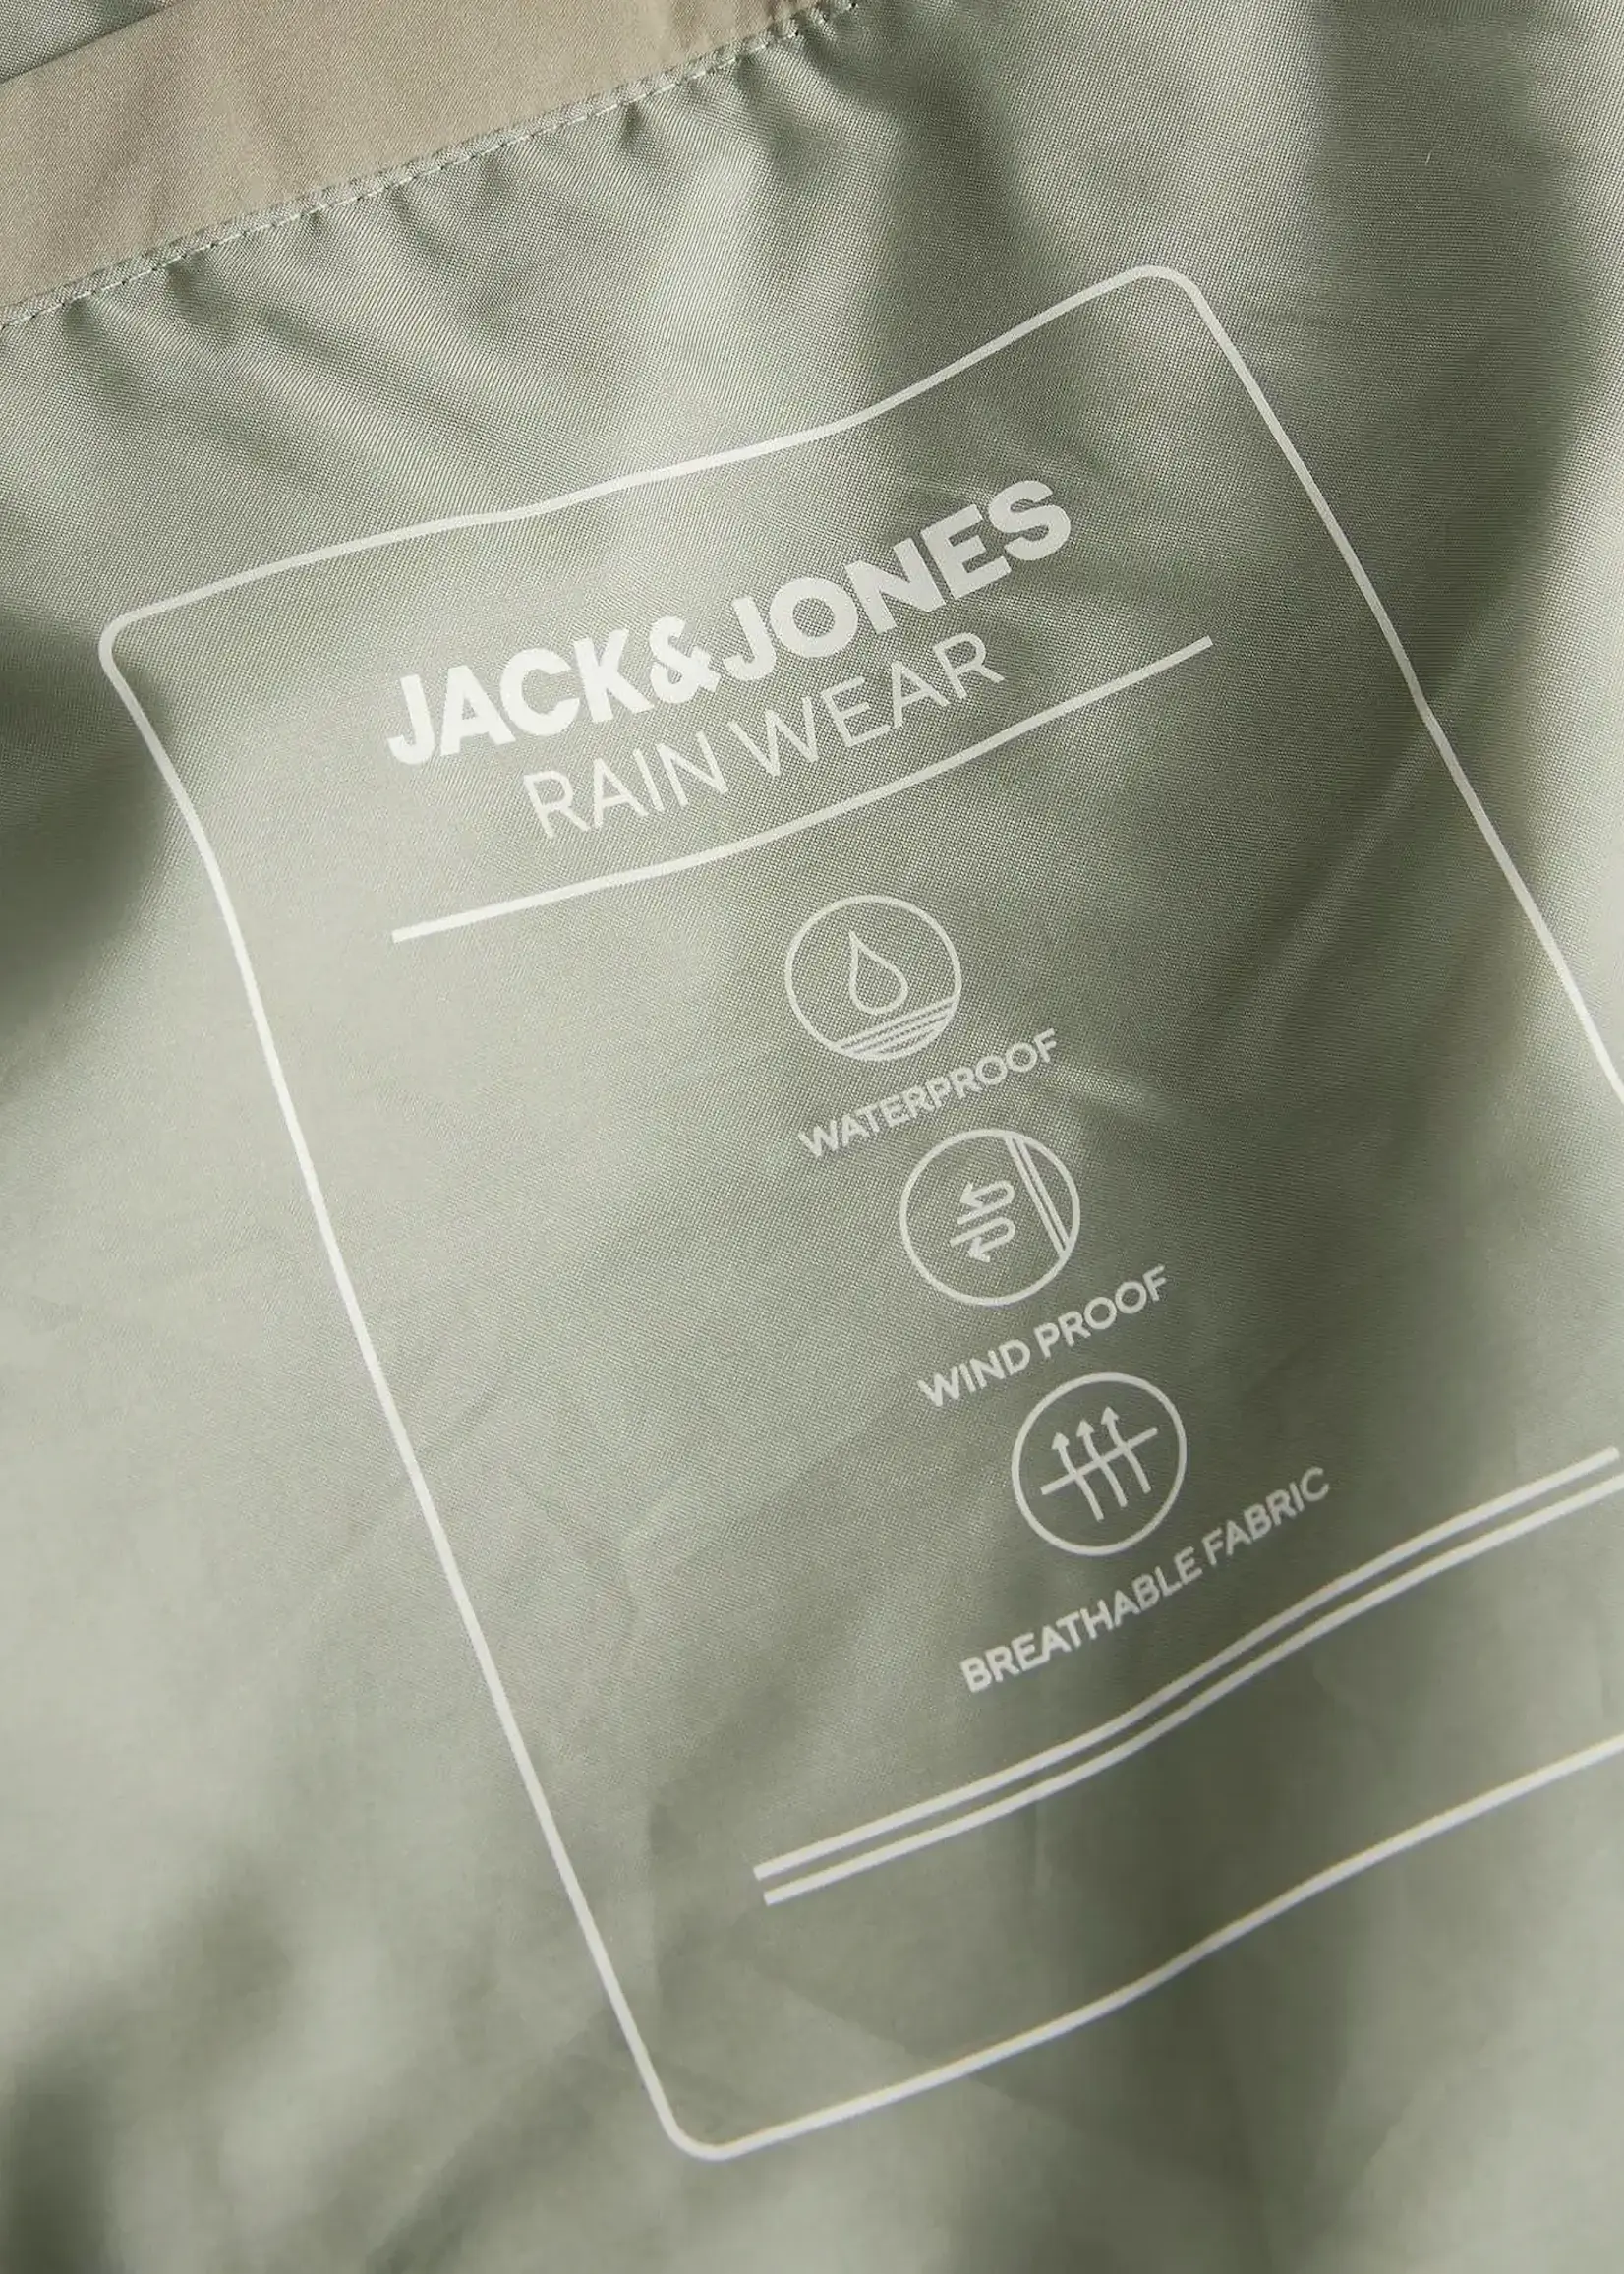 JACK&JONES
RAIN WEAR
WATERPROOF
WIND PROOF
BREATHABLE FABRIC